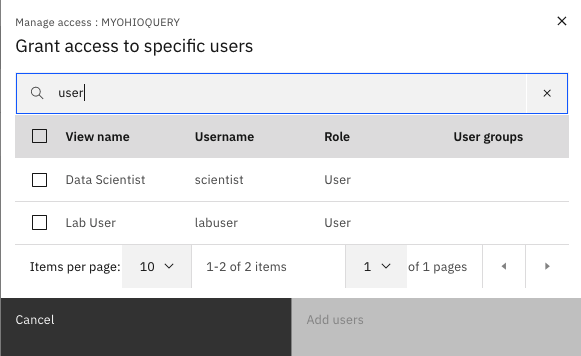 Manage access : MYOHIOQUERY
Grant access to specific users
user
View name Username Role User groups
Data Scientist scientist User
Lab User labuser User
Items per page: 10 1-2 of 2 items 1 of 1 pages
Cancel Add users